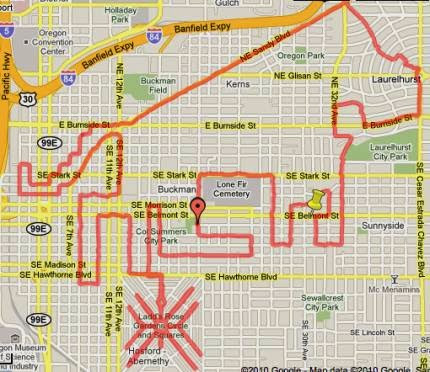 port
Holladay
Park
Gulch
Oregon
Convention
Center
Banfield Expy
84
5
Banfield Expy
NE Sandy Blvd
Oregon Park
84
Pacific Hwy
NE 12th Ave
Buckman
Field
Kerns
NE Glisan St
Laurelhurst
NE 32nd Ave
30
E Burnside St
E Burnside St
E Burnside St
99E
SE 11th Ave
SE 12th Ave
Laurelhurst
City Park
SE Stark St
SE Stark St
SE Stark St
Buckman
Lone Fir
Cemetery
SE Morrison St
SE Belmont St
SE Belmont St
99E
SE 7th Ave
City Park
Sunnyside
SE Cesar Estrada Chavez Blvd
SE Madison St
SE Hawthorne Blvd
SE Hawthorne Blvd
Mc Menamins
SE 11th Ave
SE 12th Ave
Ladd's Rose
Gardens Circle
and Squares
Sewallcrest
City Park
99E
SE Lincoln St
SE 30th Ave
Hosford -
Abernethy
gon Museum
f Science
d Industry
©2010 Google - Map data ©2010 Google